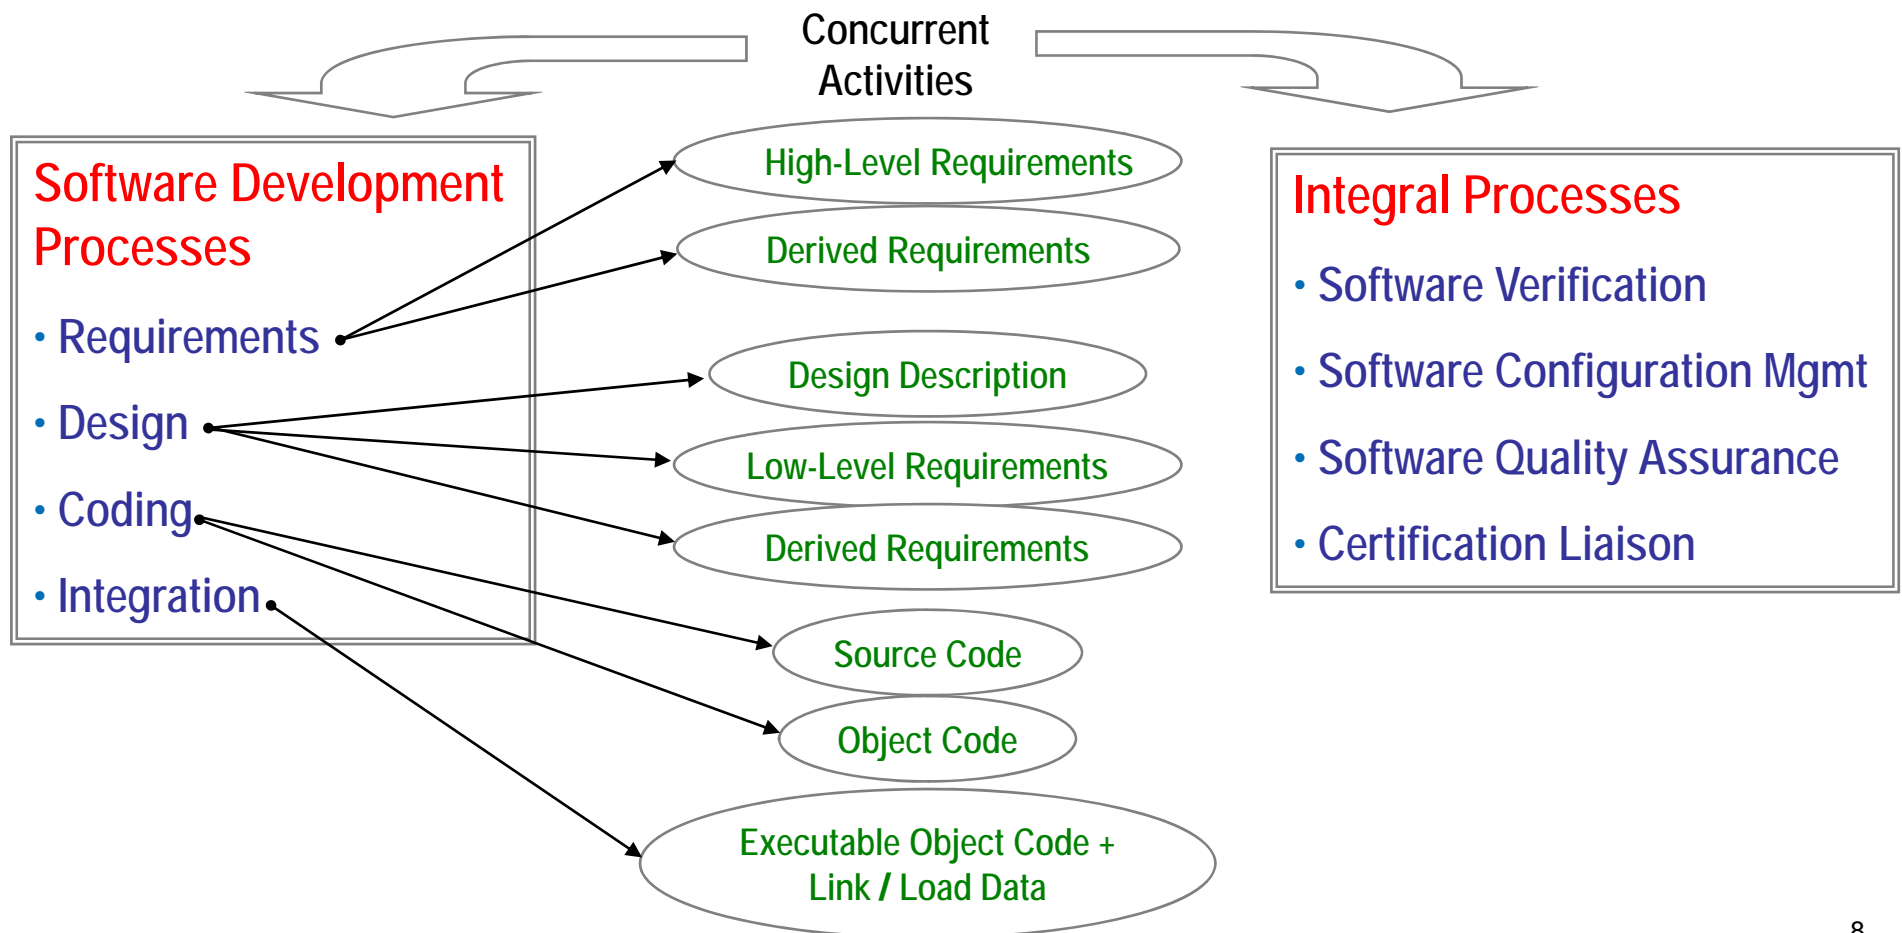 Concurrent
Activities
Software Development
Processes
• Requirements
• Design
• Coding
• Integration
High-Level Requirements
Derived Requirements
Design Description
Low-Level Requirements
Derived Requirements
Source Code
Object Code
Executable Object Code +
Link / Load Data
Integral Processes
• Software Verification
• Software Configuration Mgmt
• Software Quality Assurance
• Certification Liaison
8